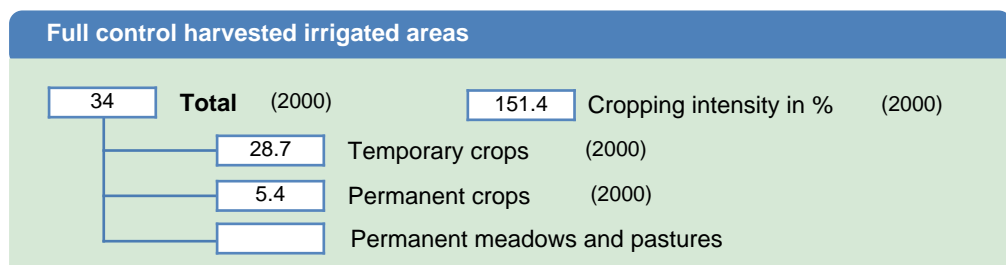 Full control harvested irrigated areas
34 Total (2000) 151.4 Cropping intensity in % (2000)
28.7 Temporary crops (2000)
5.4 Permanent crops (2000)
Permanent meadows and pastures